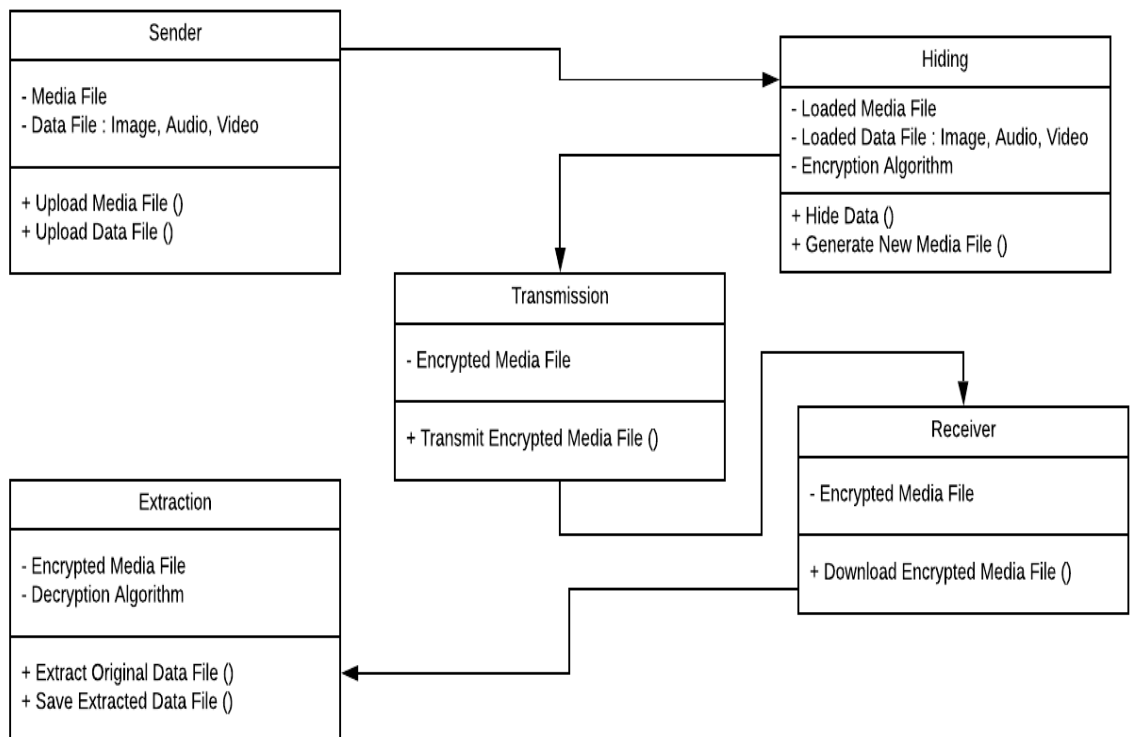 Sender
- Media File
- Data File : Image, Audio, Video
+ Upload Media File ()
+ Upload Data File ()
Hiding
- Loaded Media File
- Loaded Data File : Image, Audio, Video
- Encryption Algorithm
+ Hide Data ()
+ Generate New Media File ()
Transmission
- Encrypted Media File
+ Transmit Encrypted Media File ()
Receiver
- Encrypted Media File
+ Download Encrypted Media File ()
Extraction
- Encrypted Media File
- Decryption Algorithm
+ Extract Original Data File ()
+ Save Extracted Data File ()